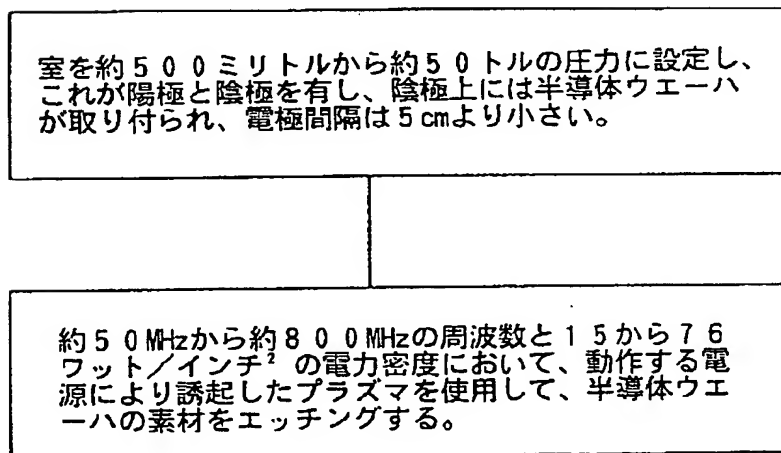 室を約５００ミリトルから約５０トルの圧力に設定し、
これが陽極と陰極を有し、陰極上には半導体ウエーハ
が取り付られ、電極間隔は５cmより小さい。
約５０MHzから約８００MHzの周波数と１５から７６
ワット／インチ² の電力密度において、動作する電
源により誘起したプラズマを使用して、半導体ウエ
ーハの素材をエッチングする。